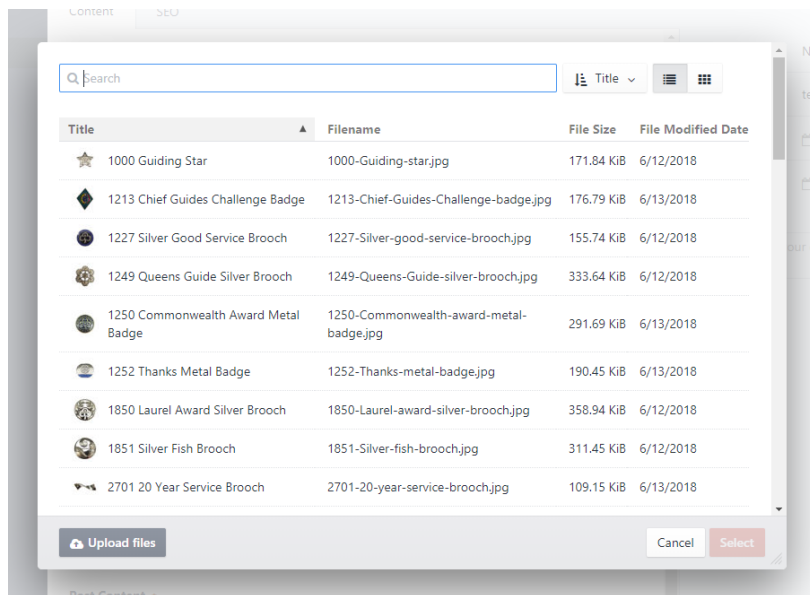 Content SEO
Search
Title
Title ▲ Filename File Size File Modified Date
1000 Guiding Star 1000-Guiding-star.jpg 171.84 KiB 6/12/2018
1213 Chief Guides Challenge Badge 1213-Chief-Guides-Challenge-badge.jpg 176.79 KiB 6/13/2018
1227 Silver Good Service Brooch 1227-Silver-good-service-brooch.jpg 155.74 KiB 6/12/2018
1249 Queens Guide Silver Brooch 1249-Queens-Guide-silver-brooch.jpg 333.64 KiB 6/12/2018
1250 Commonwealth Award Metal 1250-Commonwealth-award-metal-
Badge badge.jpg 291.69 KiB 6/13/2018
1252 Thanks Metal Badge 1252-Thanks-metal-badge.jpg 190.45 KiB 6/13/2018
1850 Laurel Award Silver Brooch 1850-Laurel-award-silver-brooch.jpg 358.94 KiB 6/12/2018
1851 Silver Fish Brooch 1851-Silver-fish-brooch.jpg 311.45 KiB 6/12/2018
2701 20 Year Service Brooch 2701-20-year-service-brooch.jpg 109.15 KiB 6/13/2018
Upload files Cancel Select